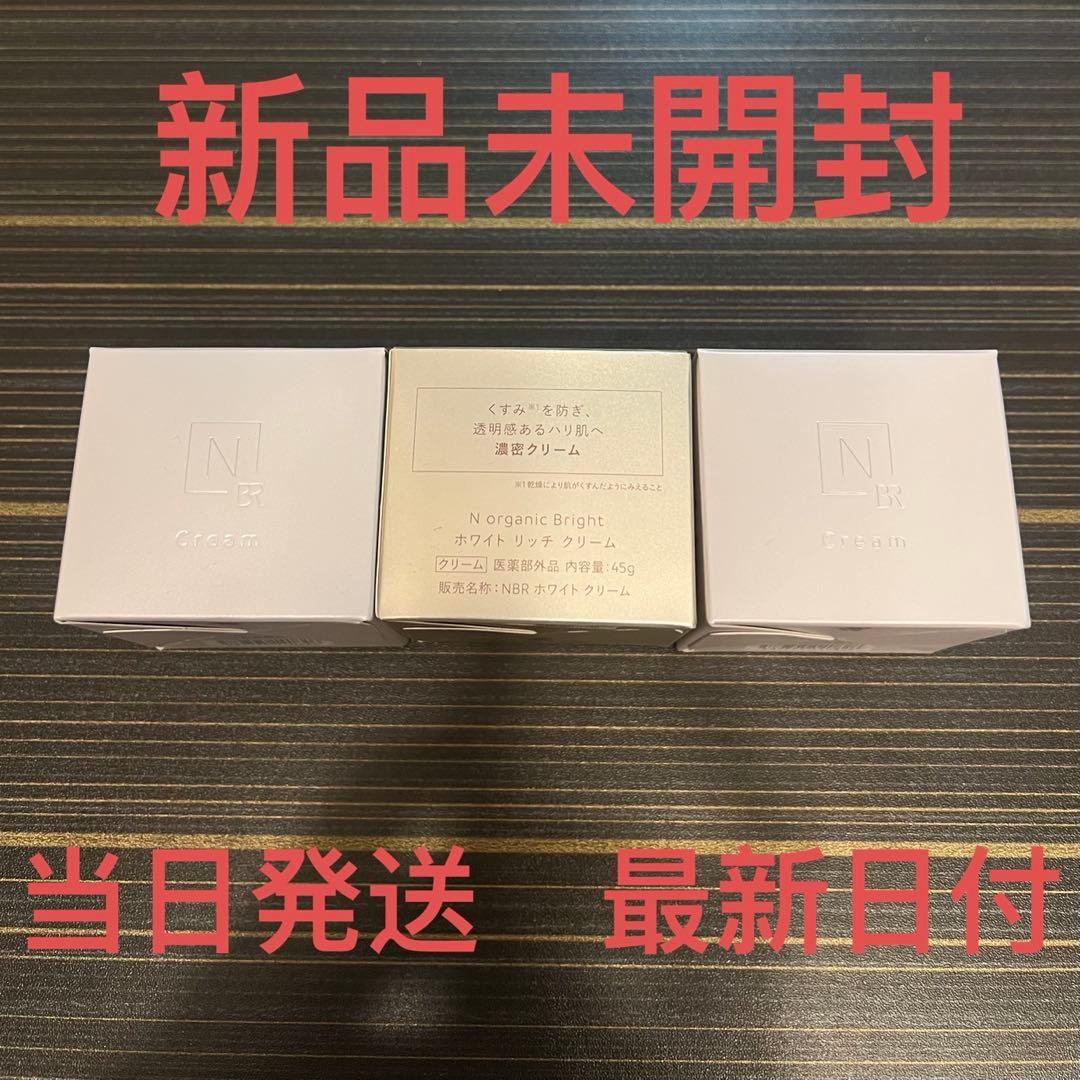 新品未開封
N
BR
Cream
くすみ※1を防ぎ、
透明感あるハリ肌へ
濃密クリーム
※1 乾燥により肌がくすんだようにみえること
N organic Bright
ホワイト リッチ クリーム
クリーム 医薬部外品 内容量:45g
販売名称:NBR ホワイト クリーム
N
BR
Cream
当日発送 最新日付